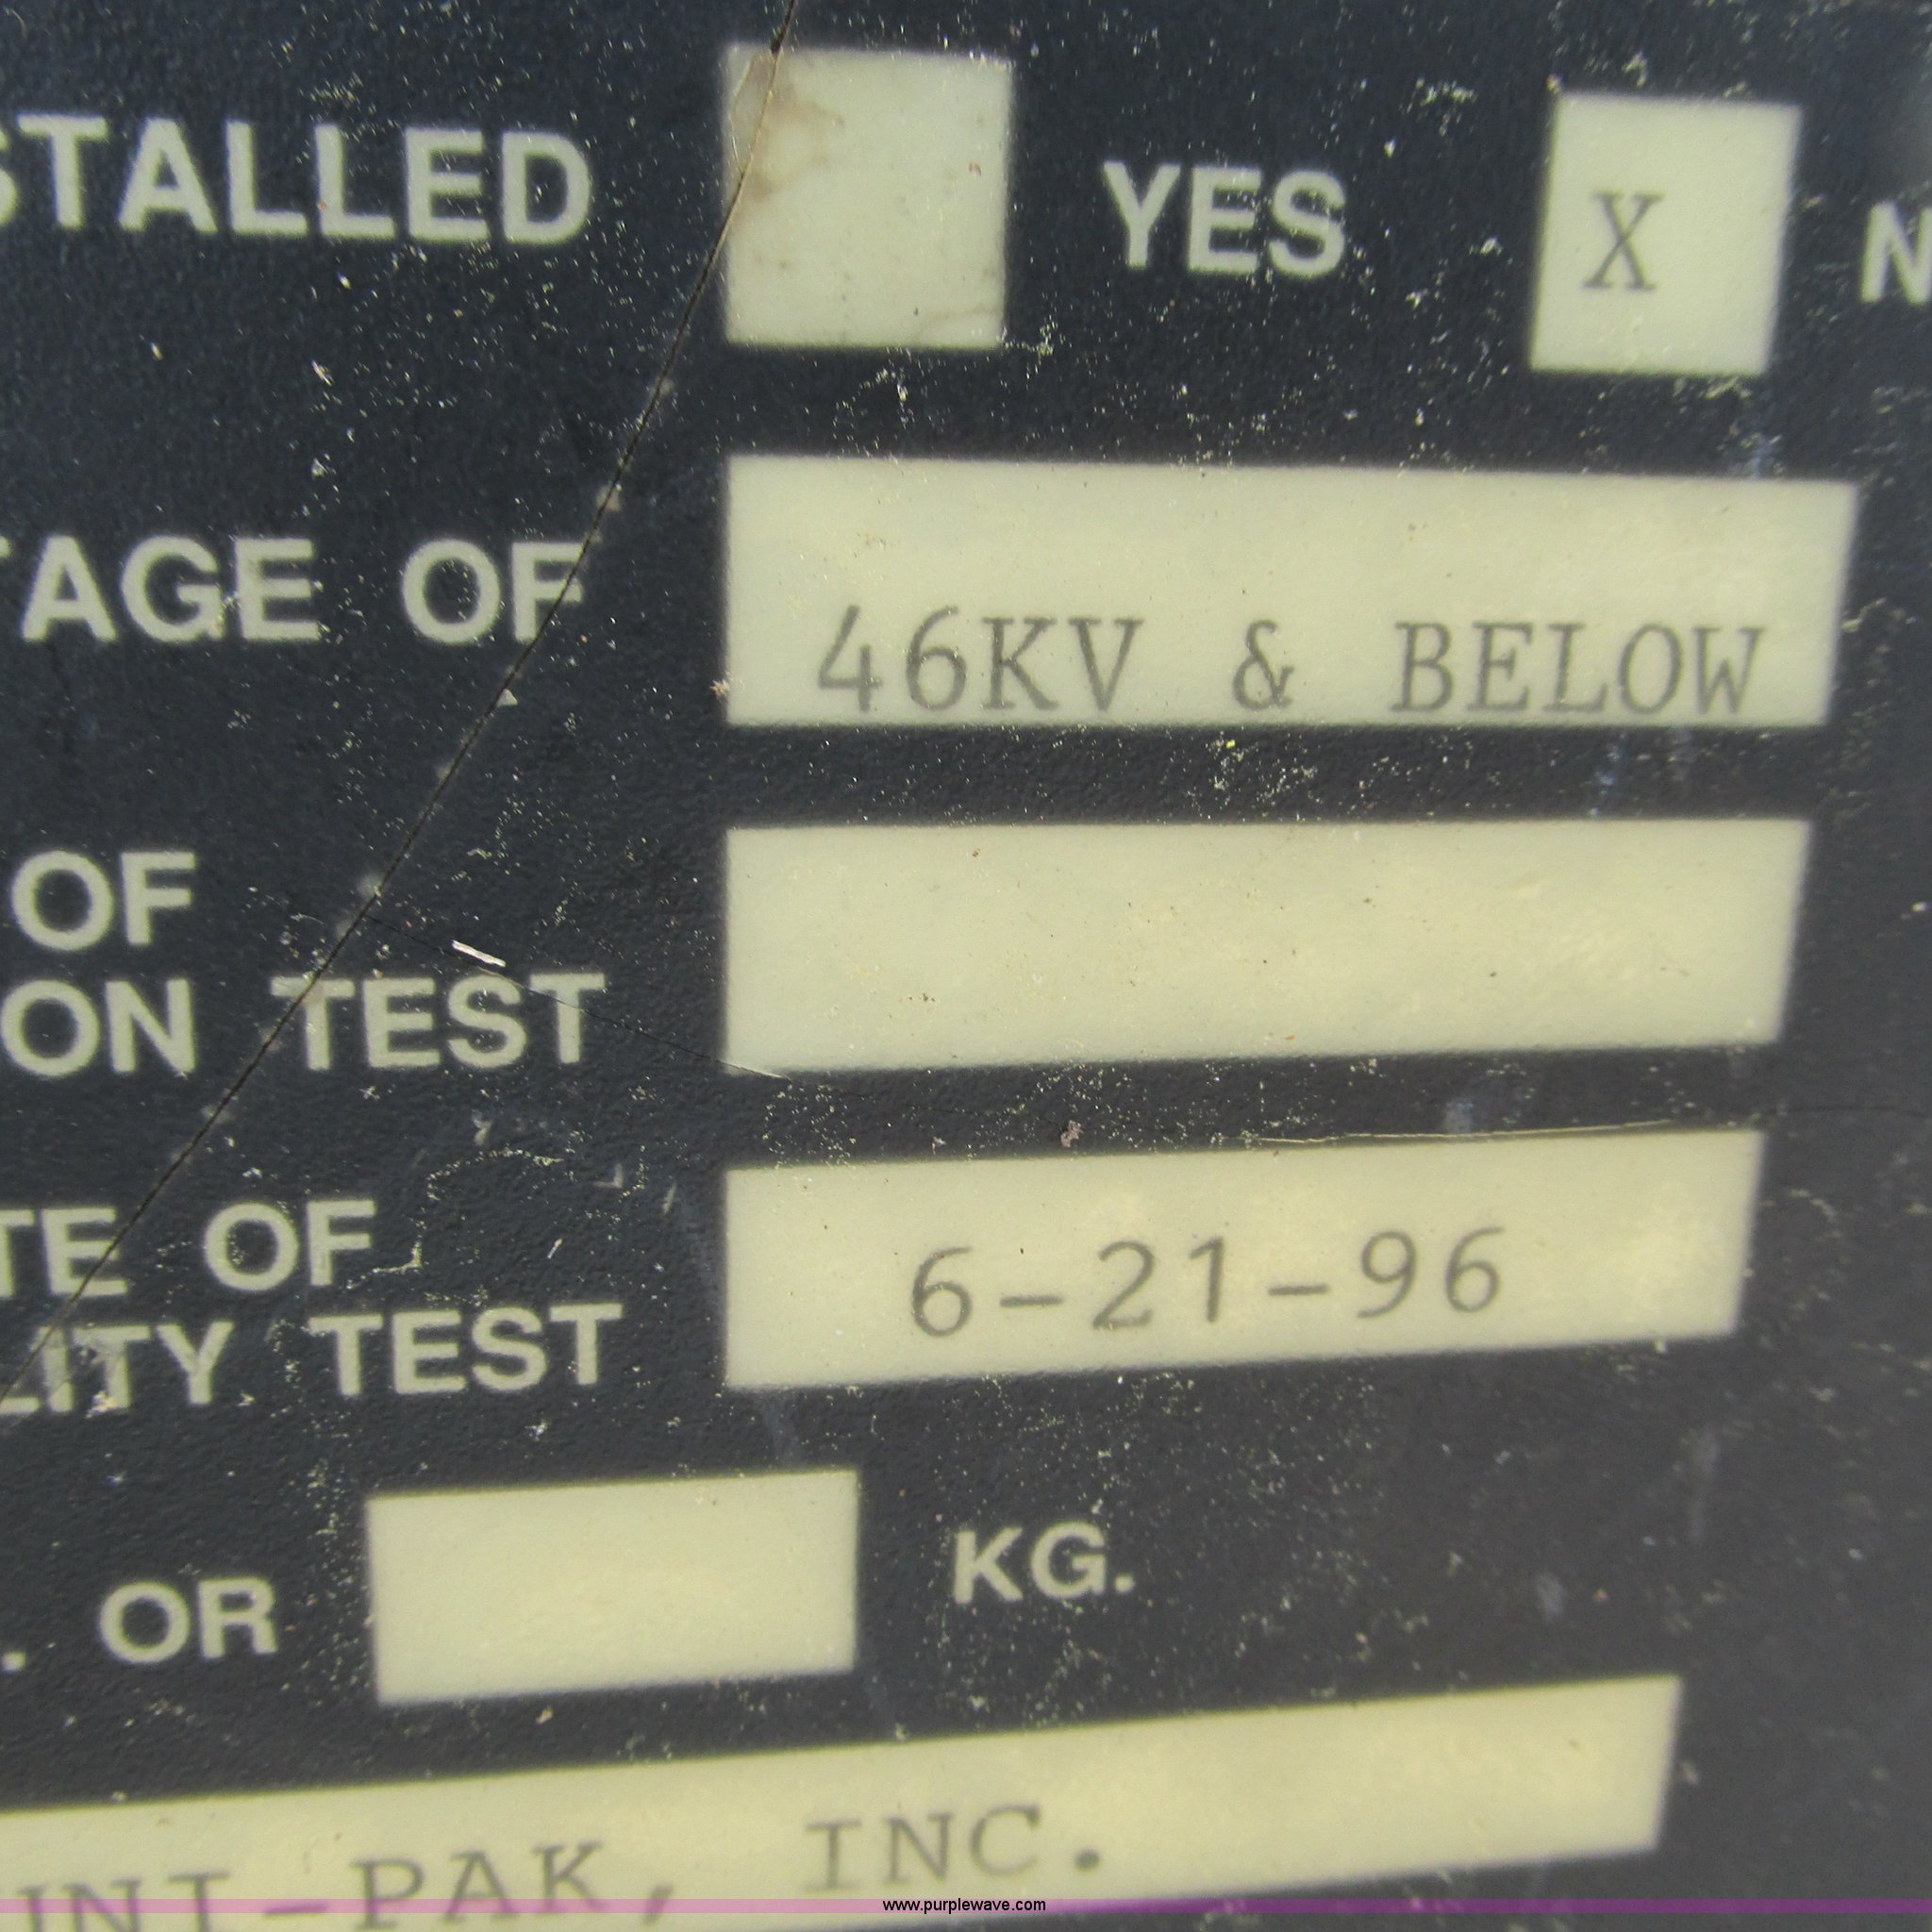 STALLED YES X N
TAGE OF 46KV & BELOW
OF
ON TEST
TE OF
LITY TEST 6-21-96
. OR KG.
UNI-PAK, INC.
www.purplewave.com